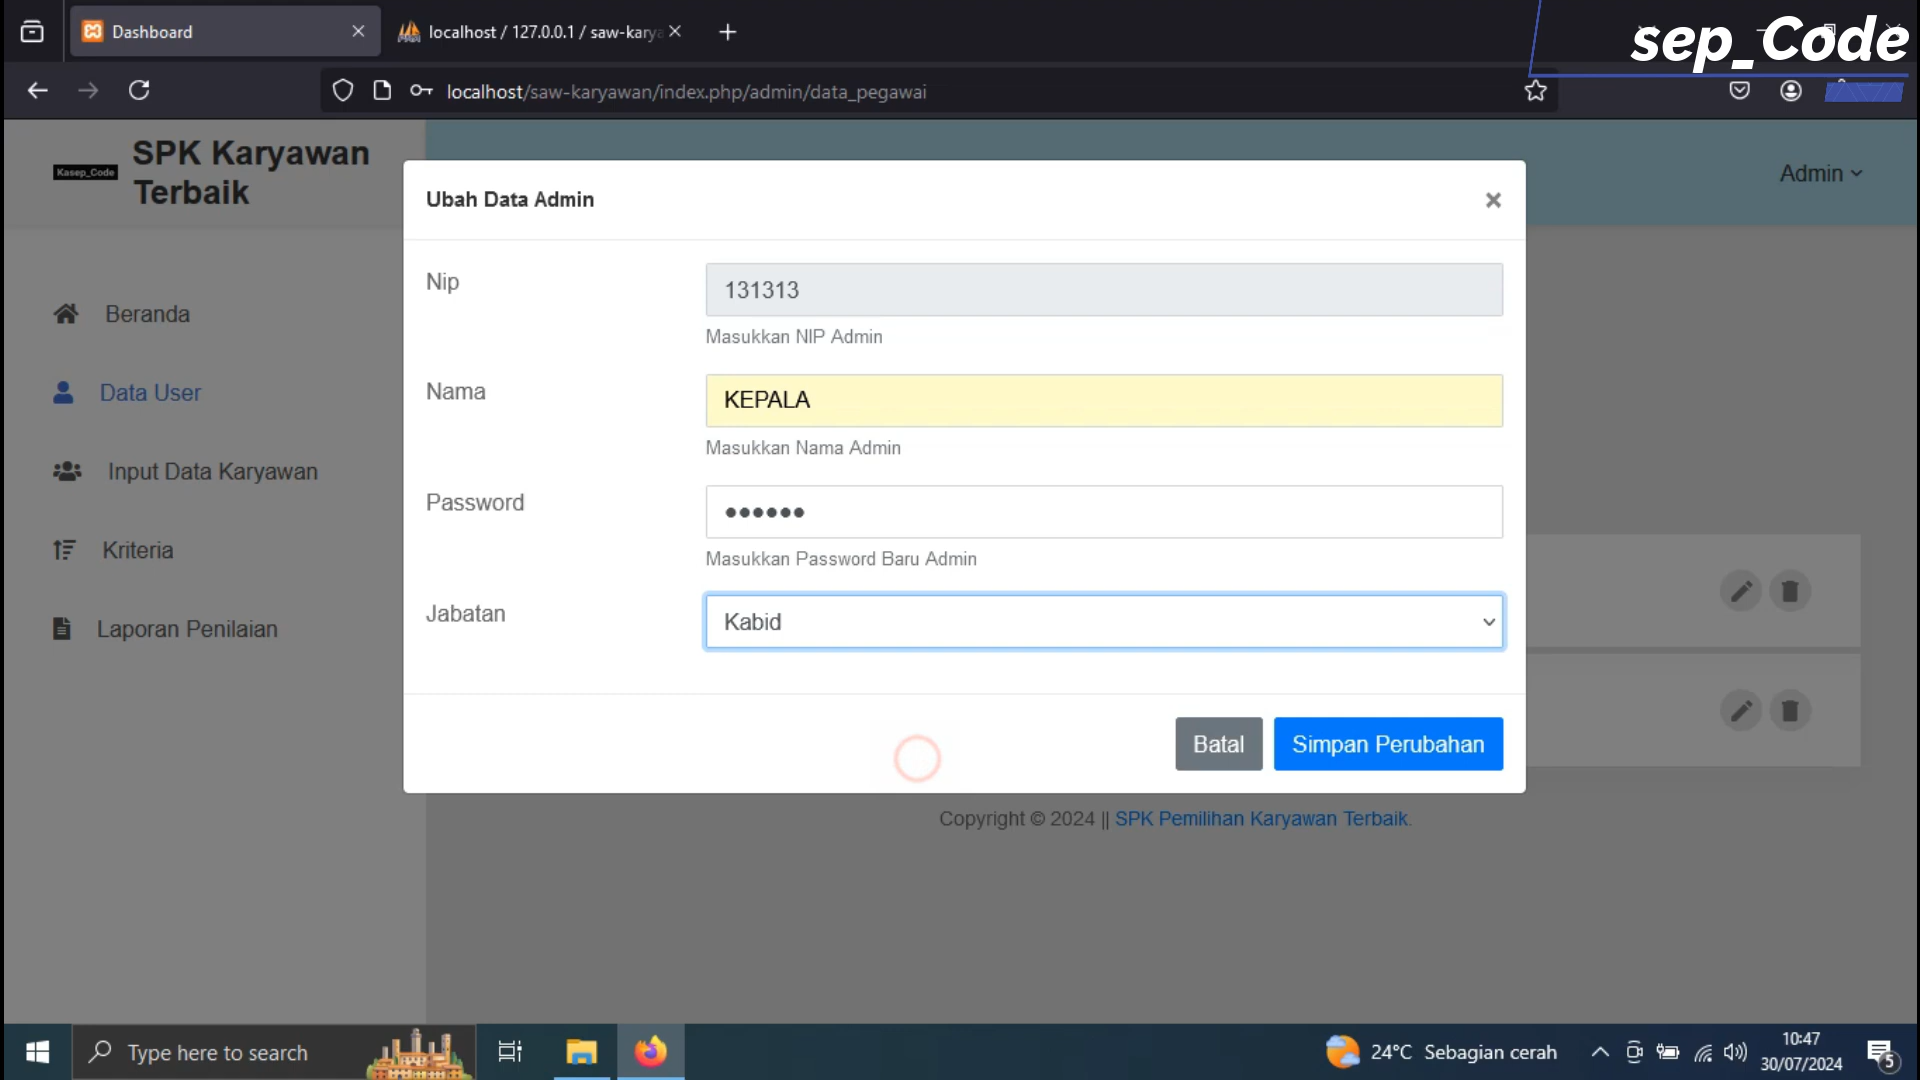 Dashboard
localhost / 127.0.0.1 / saw-karya
sep_Code
localhost/saw-karyawan/index.php/admin/data_pegawai
Kasep_Code
SPK Karyawan
Terbaik
Admin
Beranda
Data User
Input Data Karyawan
Kriteria
Laporan Penilaian
Ubah Data Admin
×
Nip
131313
Masukkan NIP Admin
Nama
KEPALA
Masukkan Nama Admin
Password
••••••
Masukkan Password Baru Admin
Jabatan
Kabid
Batal
Simpan Perubahan
Copyright © 2024 || SPK Pemilihan Karyawan Terbaik.
Type here to search
24°C Sebagian cerah
10:47
30/07/2024
5